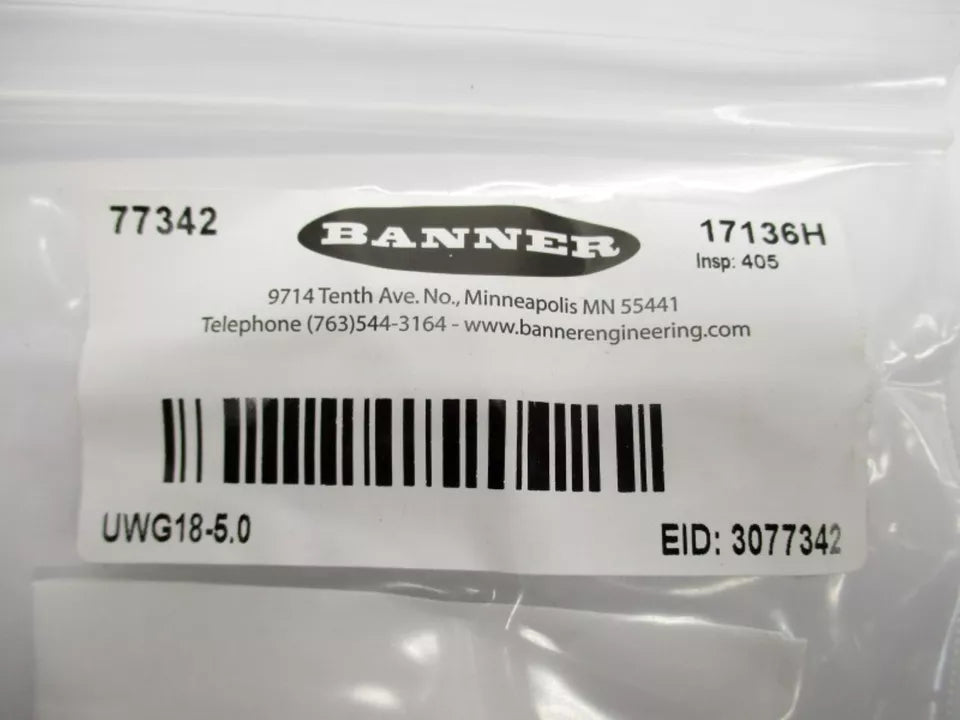 77342
BANNER
17136H
Insp: 405
9714 Tenth Ave. No., Minneapolis MN 55441
Telephone (763)544-3164 - www.bannerengineering.com
UWG18-5.0
EID: 3077342